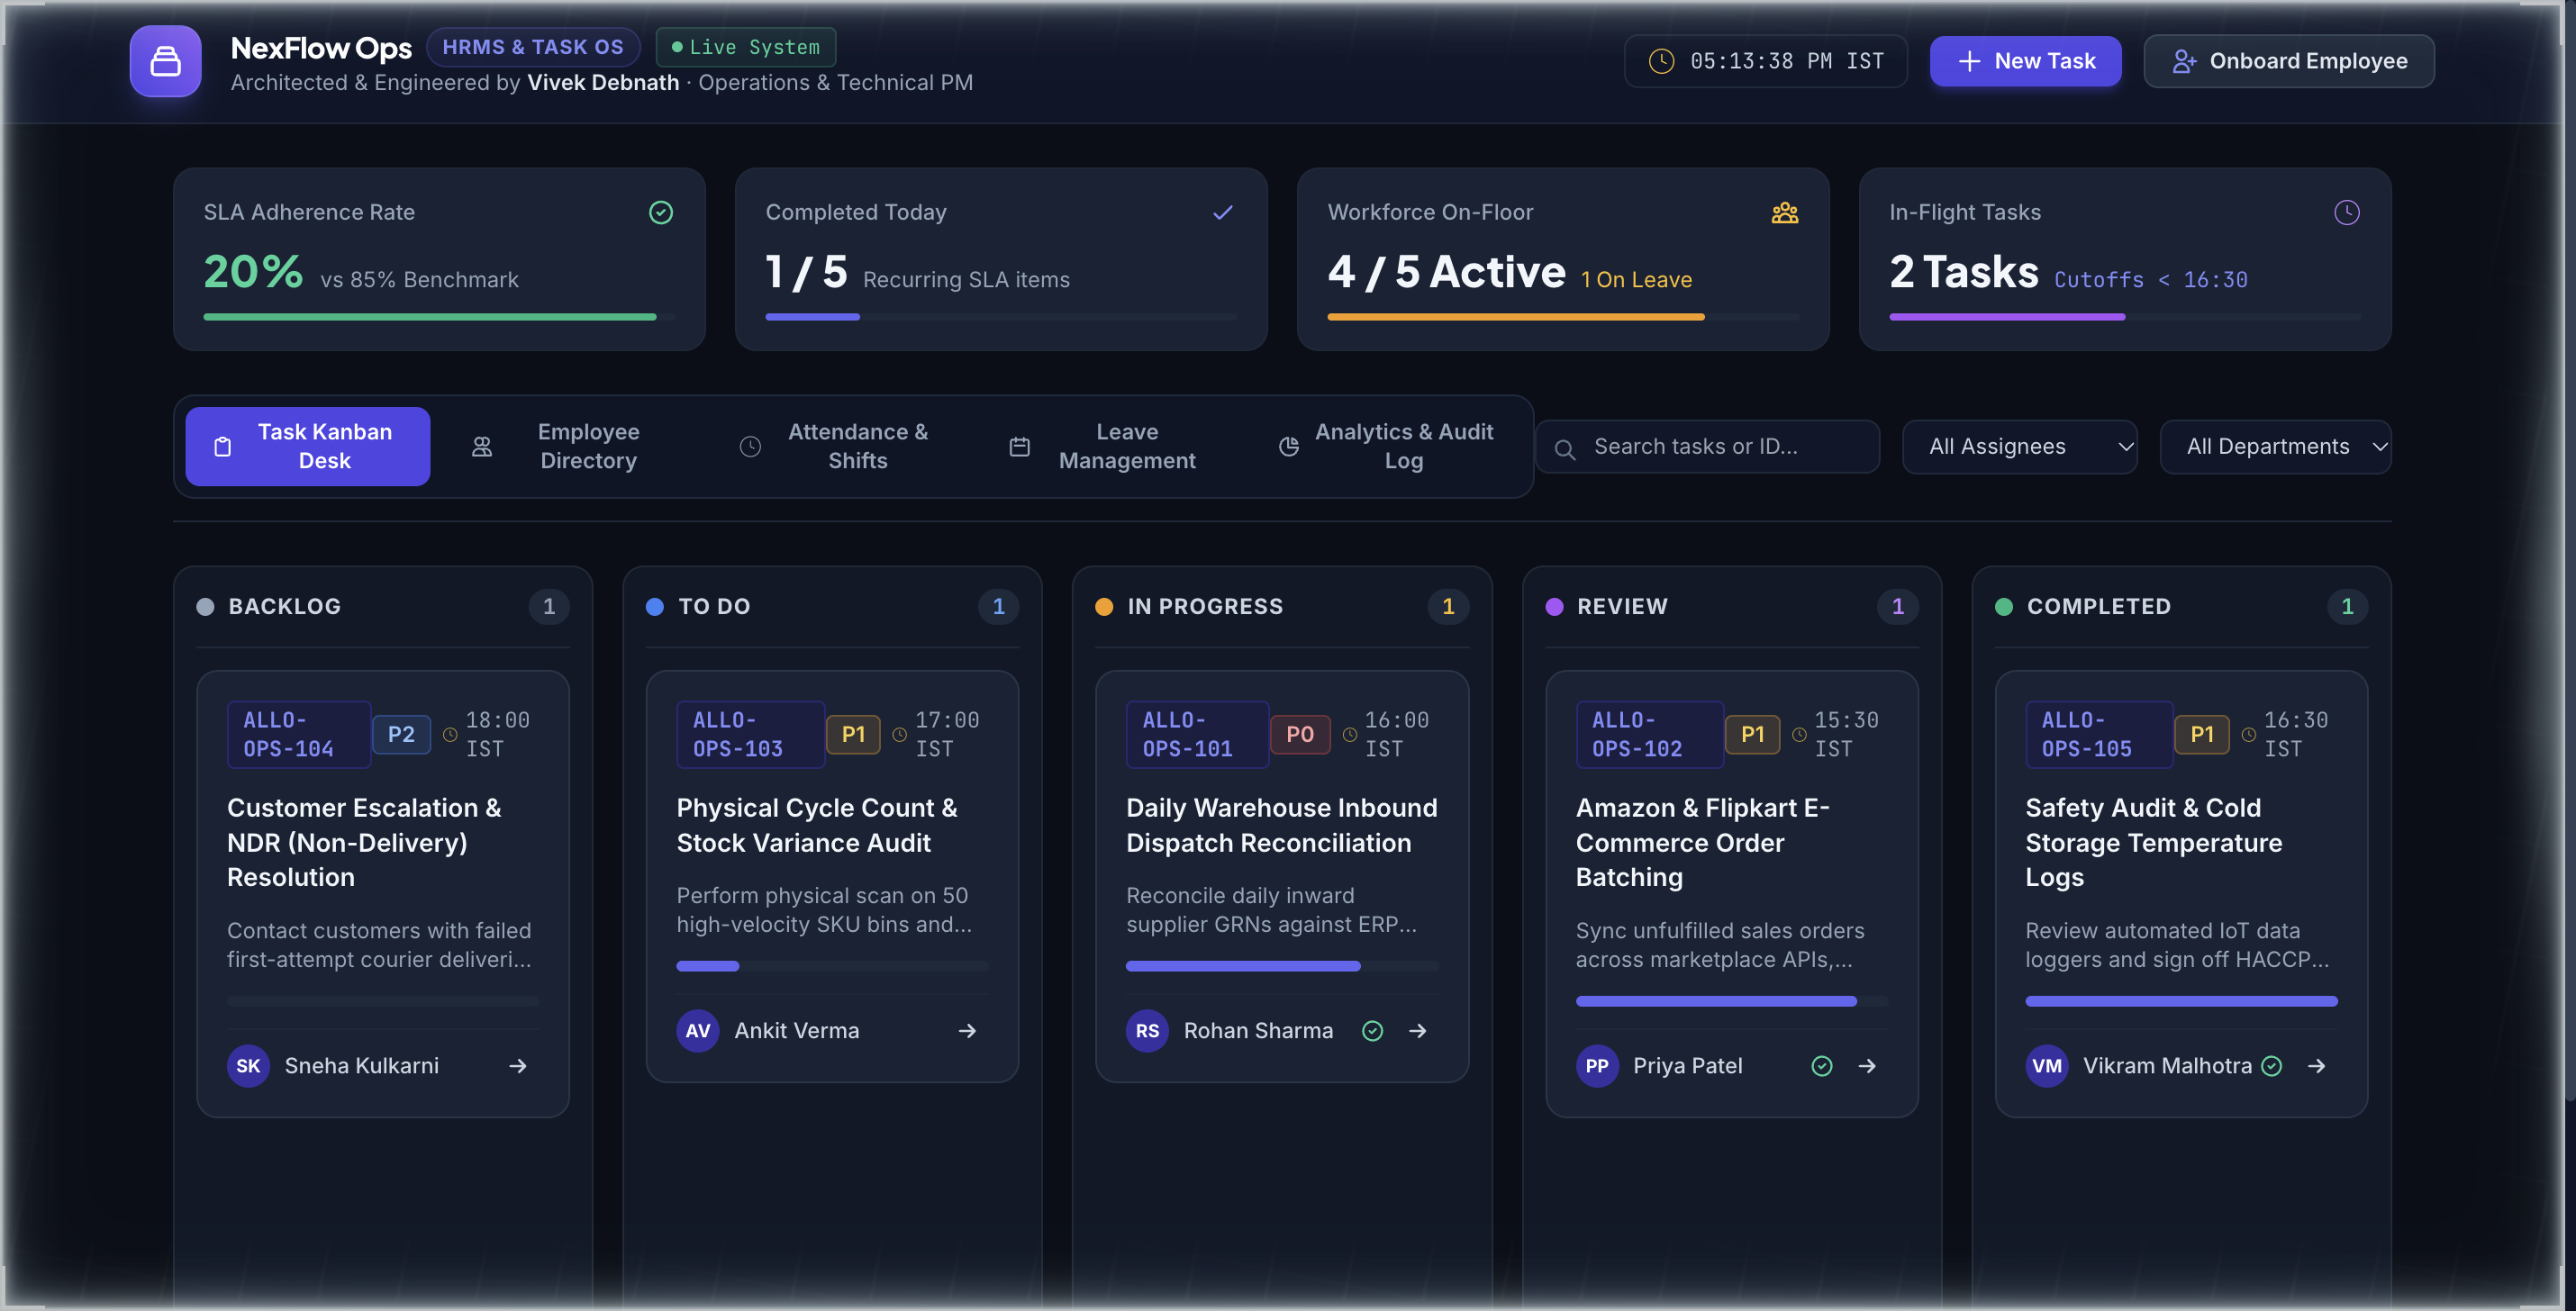 NexFlow Ops HRMS & TASK OS Live System
Architected & Engineered by Vivek Debnath · Operations & Technical PM
05:13:38 PM IST
New Task
Onboard Employee
SLA Adherence Rate
20% vs 85% Benchmark
Completed Today
1 / 5 Recurring SLA items
Workforce On-Floor
4 / 5 Active 1 On Leave
In-Flight Tasks
2 Tasks Cutoffs < 16:30
Task Kanban
Desk
Employee
Directory
Attendance &
Shifts
Leave
Management
Analytics & Audit
Log
Search tasks or ID...
All Assignees
All Departments
BACKLOG 1
ALLO-
OPS-104
P2
18:00
IST
Customer Escalation &
NDR (Non-Delivery)
Resolution
Contact customers with failed
first-attempt courier deliveri...
SK Sneha Kulkarni
TO DO 1
ALLO-
OPS-103
P1
17:00
IST
Physical Cycle Count &
Stock Variance Audit
Perform physical scan on 50
high-velocity SKU bins and...
AV Ankit Verma
IN PROGRESS 1
ALLO-
OPS-101
P0
16:00
IST
Daily Warehouse Inbound
Dispatch Reconciliation
Reconcile daily inward
supplier GRNs against ERP...
RS Rohan Sharma
REVIEW 1
ALLO-
OPS-102
P1
15:30
IST
Amazon & Flipkart E-
Commerce Order
Batching
Sync unfulfilled sales orders
across marketplace APIs,...
PP Priya Patel
COMPLETED 1
ALLO-
OPS-105
P1
16:30
IST
Safety Audit & Cold
Storage Temperature
Logs
Review automated IoT data
loggers and sign off HACCP...
VM Vikram Malhotra